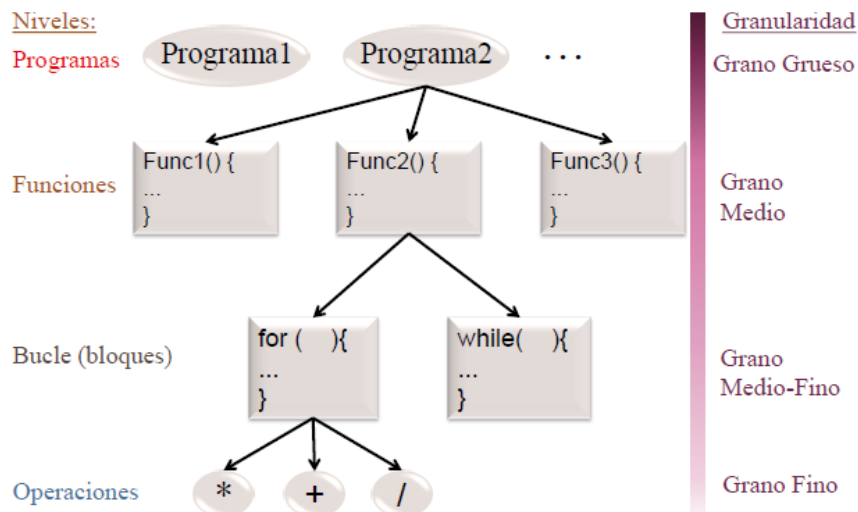 Niveles:
Granularidad
Programas
Programa1
Programa2
...
Grano Grueso
Funciones
Func1() {
...
}
Func2() {
...
}
Func3() {
...
}
Grano
Medio
Bucle (bloques)
for (    ){
...
}
while(    ){
...
}
Grano
Medio-Fino
Operaciones
*
+
/
Grano Fino